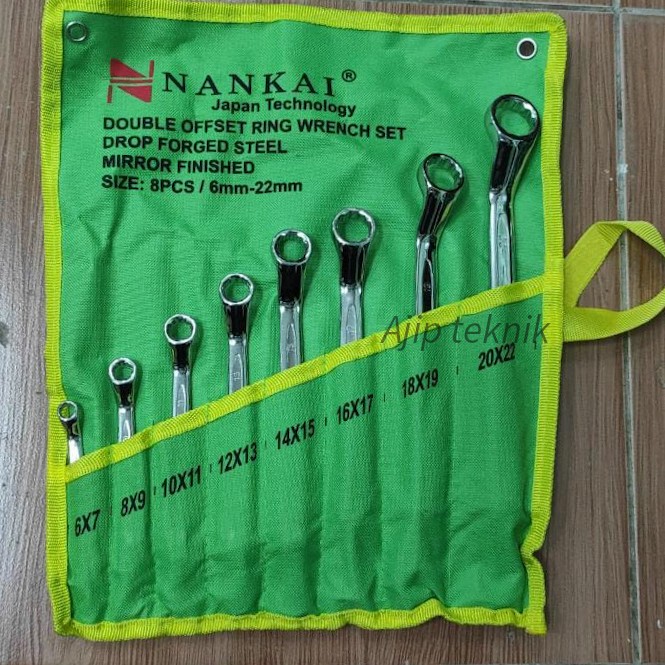 NANKAI®
Japan Technology
DOUBLE OFFSET RING WRENCH SET
DROP FORGED STEEL
MIRROR FINISHED
SIZE: 8PCS / 6mm-22mm
Ajip teknik
6X7
8X9
10X11
12X13
14X15
16X17
18X19
20X22